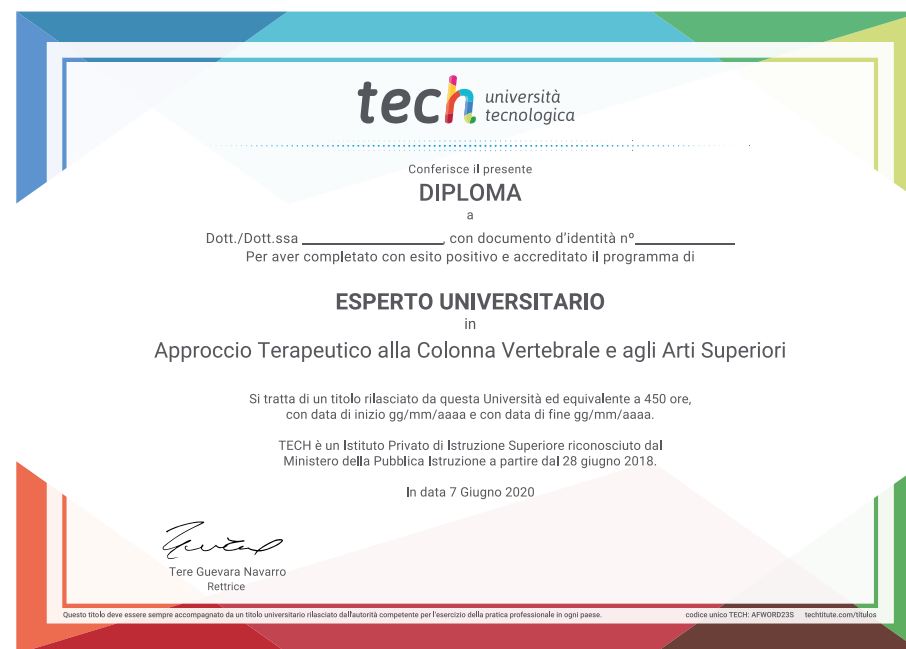 tech università
tecnologica
Conferisce il presente
DIPLOMA
a
Dott./Dott.ssa ____________________, con documento d'identità nº______________
Per aver completato con esito positivo e accreditato il programma di
ESPERTO UNIVERSITARIO
in
Approccio Terapeutico alla Colonna Vertebrale e agli Arti Superiori
Si tratta di un titolo rilasciato da questa Università ed equivalente a 450 ore,
con data di inizio gg/mm/aaaa e con data di fine gg/mm/aaaa.
TECH è un Istituto Privato di Istruzione Superiore riconosciuto dal
Ministero della Pubblica Istruzione a partire dal 28 giugno 2018.
In data 7 Giugno 2020
Tere Guevara Navarro
Rettrice
Questo titolo deve essere sempre accompagnato da un titolo universitario rilasciato dall'autorità competente per l'esercizio della pratica professionale in ogni paese. codice unico TECH: AFWORD23S techtitute.com/titulos